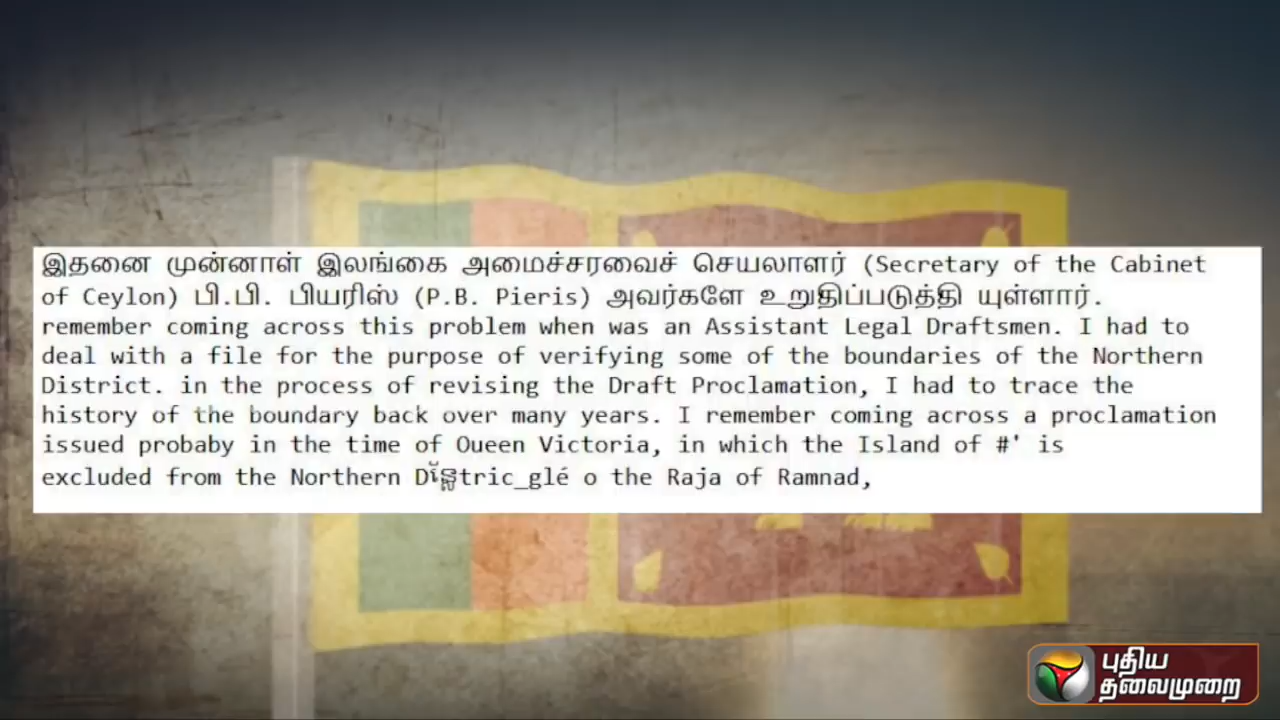 இதனை முன்னாள் இலங்கை அமைச்சரவைச் செயலாளர் (Secretary of the Cabinet
of Ceylon) பி.பி. பியரிஸ் (P.B. Pieris) அவர்களே உறுதிப்படுத்தி யுள்ளார்.
remember coming across this problem when was an Assistant Legal Draftsmen. I had to
deal with a file for the purpose of verifying some of the boundaries of the Northern
District. in the process of revising the Draft Proclamation, I had to trace the
history of the boundary back over many years. I remember coming across a proclamation
issued probaby in the time of Oueen Victoria, in which the Island of #' is
excluded from the Northern o the Raja of Ramnad,
புதிய
தலைமுறை